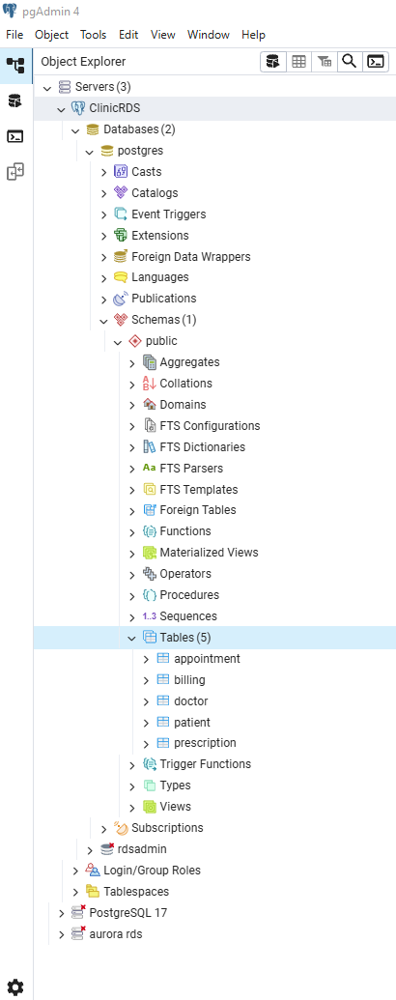 pgAdmin 4
File Object Tools Edit View Window Help
Object Explorer
Servers (3)
ClinicRDS
Databases (2)
postgres
Casts
Catalogs
Event Triggers
Extensions
Foreign Data Wrappers
Languages
Publications
Schemas (1)
public
Aggregates
Collations
Domains
FTS Configurations
FTS Dictionaries
Aa FTS Parsers
FTS Templates
Foreign Tables
Functions
Materialized Views
Operators
Procedures
1..3 Sequences
Tables (5)
appointment
billing
doctor
patient
prescription
Trigger Functions
Types
Views
Subscriptions
rdsadmin
Login/Group Roles
Tablespaces
PostgreSQL 17
aurora rds